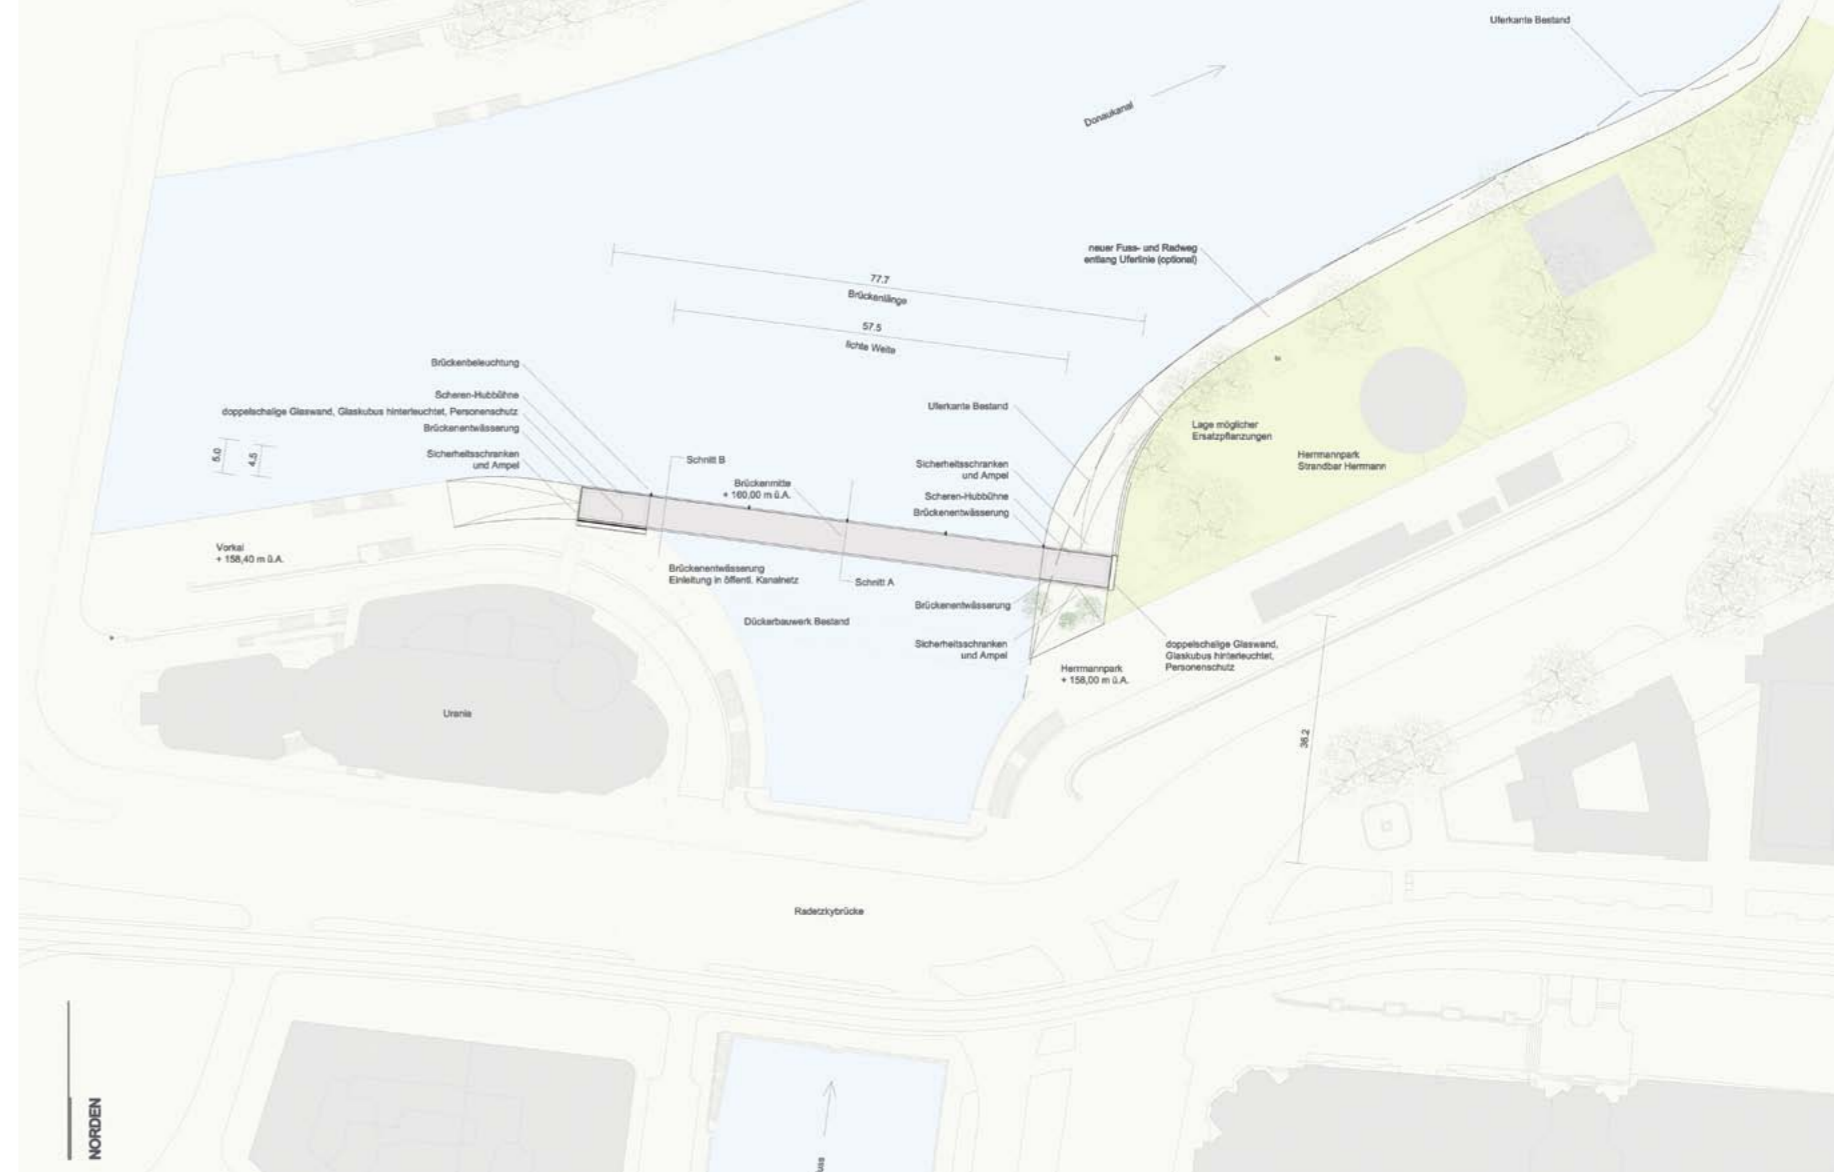 Uferkante Bestand
Donaukanal
neuer Fuss- und Radweg
entlang Uferlinie (optional)
77.7
Brückenlänge
57.5
lichte Weite
Brückenbeleuchtung
Scheren-Hubbühne
doppelschalige Glaswand, Glaskubus hinterleuchtet, Personenschutz
Brückenentwässerung
Sicherheitsschranken
und Ampel
5.0
4.5
Uferkante Bestand
Lage möglicher
Ersatzpflanzungen
Herrmannpark
Strandbar Herrmann
Schnitt B
Brückenmitte
+ 160,00 m ü.A.
Sicherheitsschranken
und Ampel
Scheren-Hubbühne
Brückenentwässerung
Vorkai
+ 158,40 m ü.A.
Brückenentwässerung
Einleitung in öffentl. Kanalnetz
Schnitt A
Dückerbauwerk Bestand
Brückenentwässerung
Sicherheitsschranken
und Ampel
doppelschalige Glaswand,
Glaskubus hinterleuchtet,
Personenschutz
Herrmannpark
+ 158,00 m ü.A.
Urania
36.2
Radetzkybrücke
NORDEN